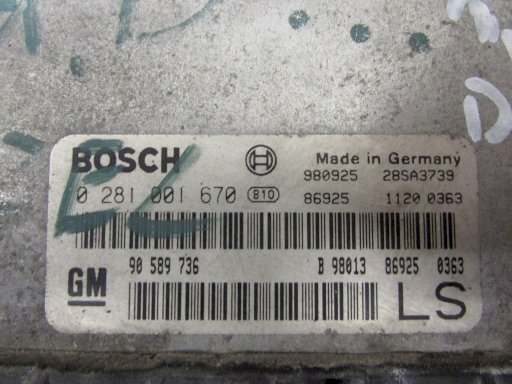 BOSCH Made in Germany
980925 28SA3739
0 281 001 670 810 86925 1120 0363
90 589 736 B 98013 86925 0363
GM LS